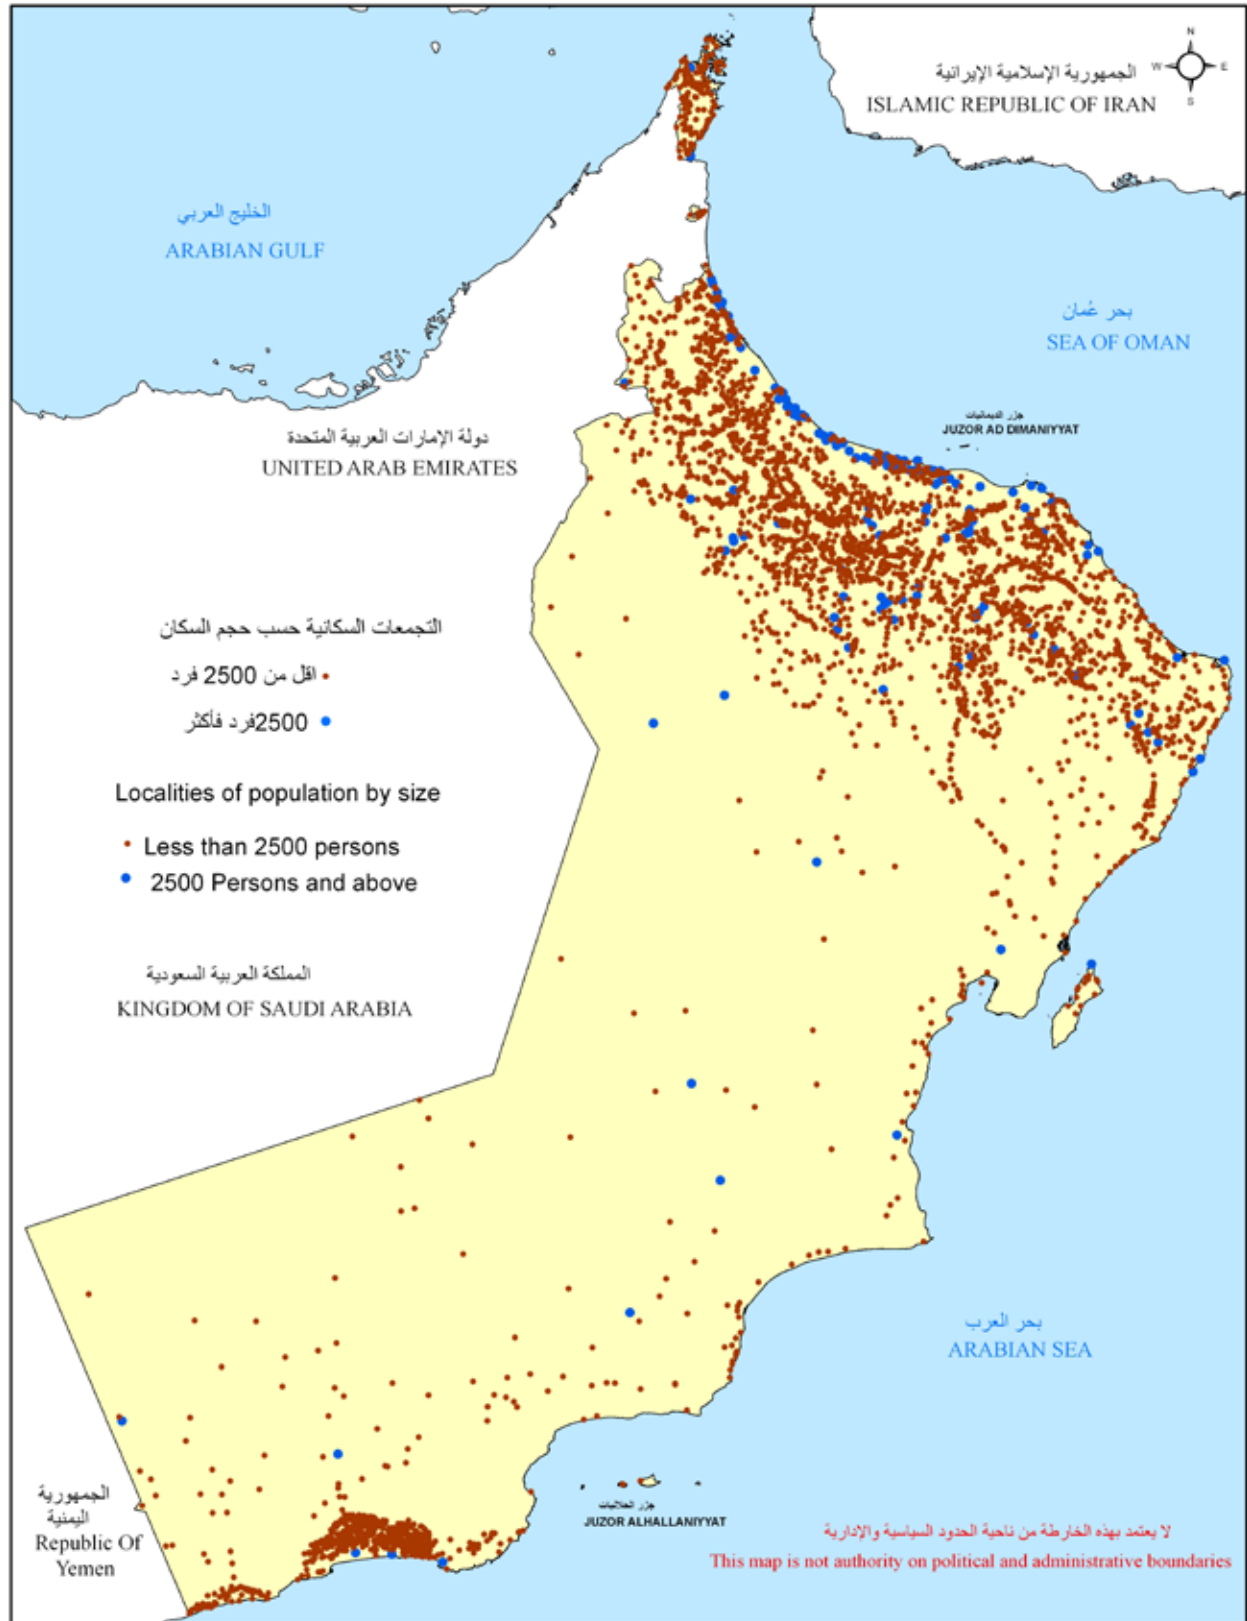 N
W
E
S
الجمهورية الإسلامية الإيرانية
ISLAMIC REPUBLIC OF IRAN
الخليج العربي
ARABIAN GULF
بحر عُمان
SEA OF OMAN
جزر الديمانيات
JUZOR AD DIMANIYYAT
دولة الإمارات العربية المتحدة
UNITED ARAB EMIRATES
التجمعات السكانية حسب حجم السكان
اقل من 2500 فرد
2500فرد فأكثر
Localities of population by size
Less than 2500 persons
2500 Persons and above
المملكة العربية السعودية
KINGDOM OF SAUDI ARABIA
بحر العرب
ARABIAN SEA
الجمهورية
اليمنية
Republic Of
Yemen
جزر الحلانيات
JUZOR ALHALLANIYYAT
لا يعتمد بهذه الخارطة من ناحية الحدود السياسية والإدارية
This map is not authority on political and administrative boundaries